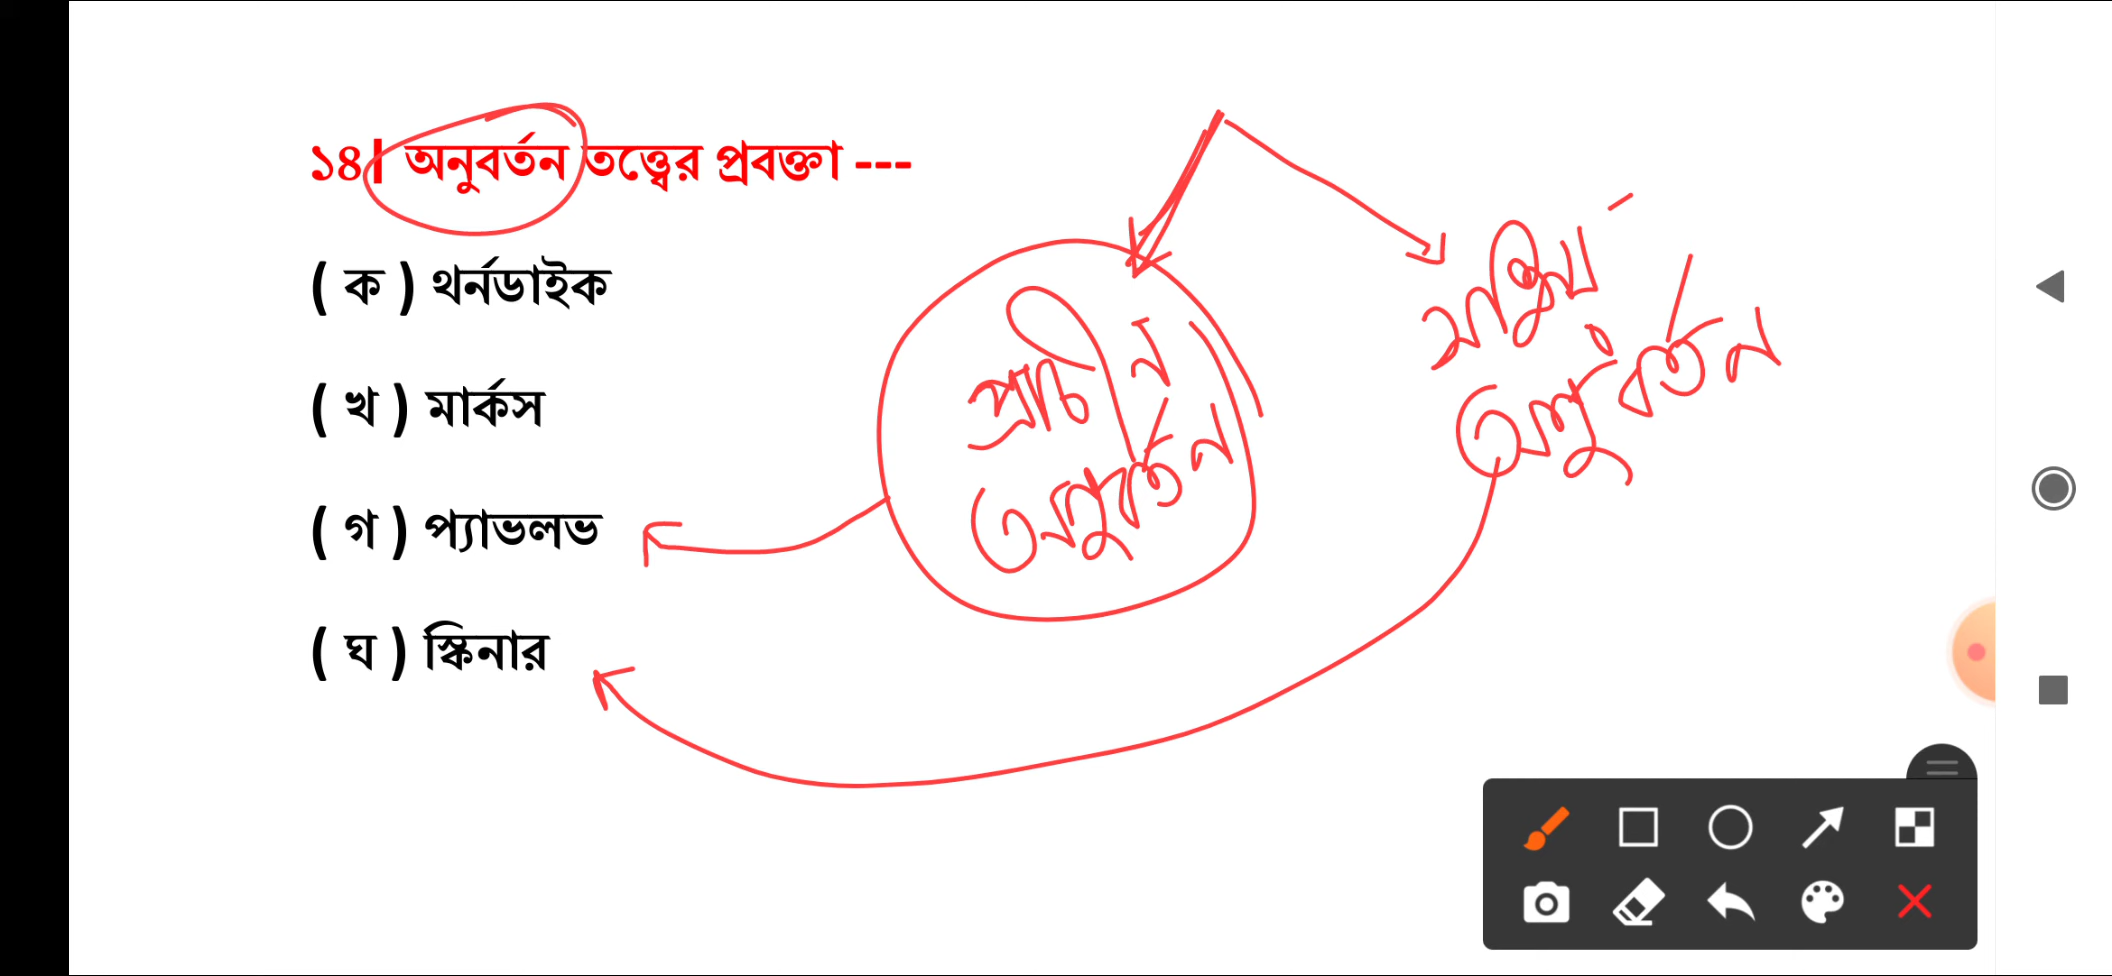 ১৪। অনুবর্তন তত্ত্বের প্রবক্তা ---
( ক ) থর্নডাইক
( খ ) মার্কস
( গ ) প্যাভলভ
( ঘ ) স্কিনার
প্রাচীন
অনুবর্তন
সক্রিয়
অনুবর্তন